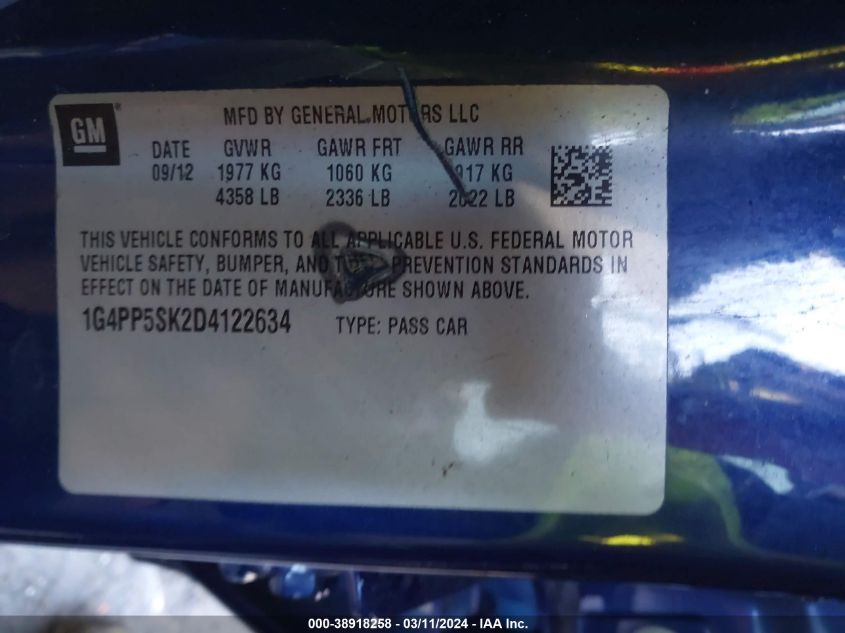 GM
MFD BY GENERAL MOTORS LLC
DATE GVWR GAWR FRT GAWR RR
09/12 1977 KG 1060 KG 917 KG
4358 LB 2336 LB 2022 LB
THIS VEHICLE CONFORMS TO ALL APPLICABLE U.S. FEDERAL MOTOR
VEHICLE SAFETY, BUMPER, AND THEFT PREVENTION STANDARDS IN
EFFECT ON THE DATE OF MANUFACTURE SHOWN ABOVE.
1G4PP5SK2D4122634 TYPE: PASS CAR
000-38918258 - 03/11/2024 - IAA Inc.